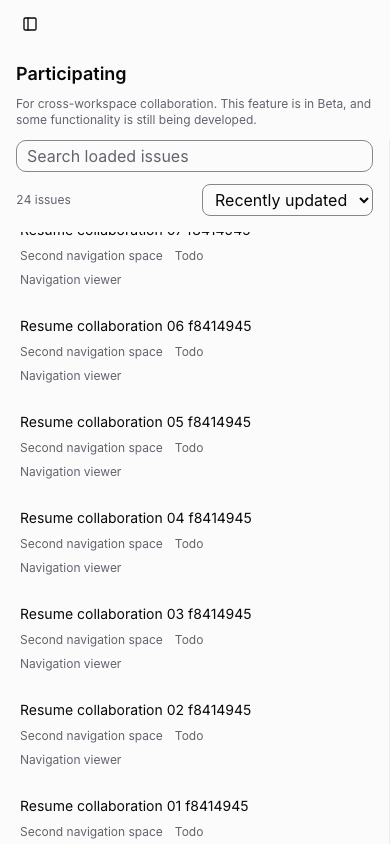 Participating
For cross-workspace collaboration. This feature is in Beta, and
some functionality is still being developed.
Search loaded issues
24 issues
Recently updated
Resume collaboration 07 f8414945
Second navigation space Todo
Navigation viewer
Resume collaboration 06 f8414945
Second navigation space Todo
Navigation viewer
Resume collaboration 05 f8414945
Second navigation space Todo
Navigation viewer
Resume collaboration 04 f8414945
Second navigation space Todo
Navigation viewer
Resume collaboration 03 f8414945
Second navigation space Todo
Navigation viewer
Resume collaboration 02 f8414945
Second navigation space Todo
Navigation viewer
Resume collaboration 01 f8414945
Second navigation space Todo